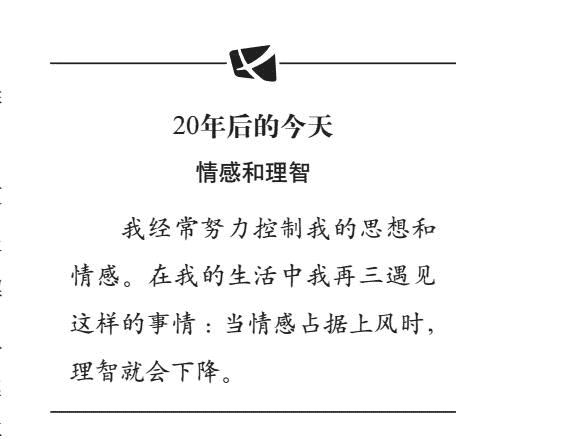 20年后的今天
情感和理智
我经常努力控制我的思想和
情感。在我的生活中我再三遇见
这样的事情：当情感占据上风时，
理智就会下降。